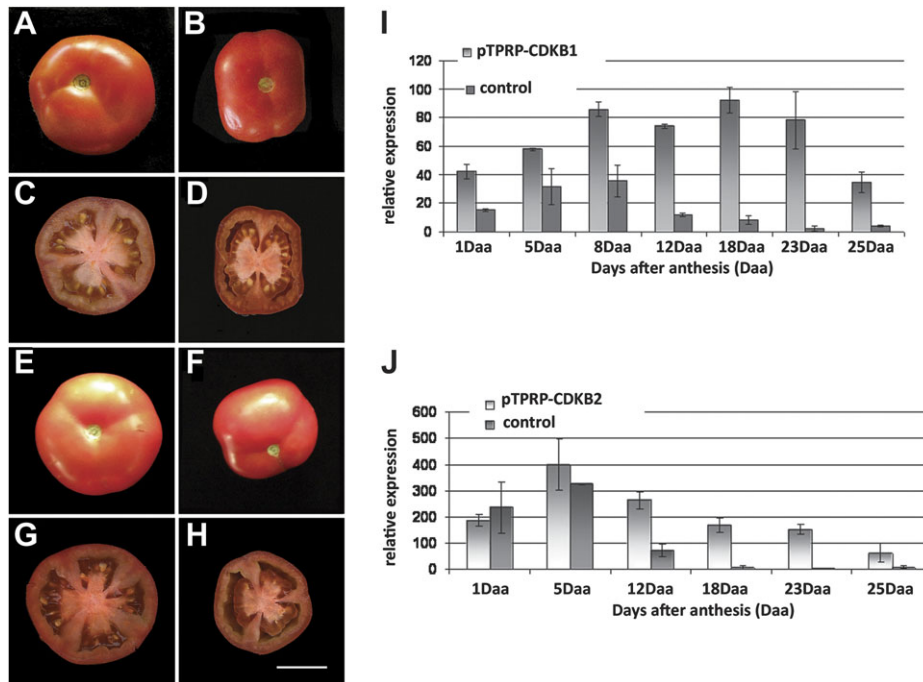 A
B
C
D
E
F
G
H
I
pTPRP-CDKB1
control
relative expression
120
100
80
60
40
20
0
1Daa 5Daa 8Daa 12Daa 18Daa 23Daa 25Daa
Days after anthesis (Daa)
J
pTPRP-CDKB2
control
relative expression
600
500
400
300
200
100
0
1Daa 5Daa 12Daa 18Daa 23Daa 25Daa
Days after anthesis (Daa)